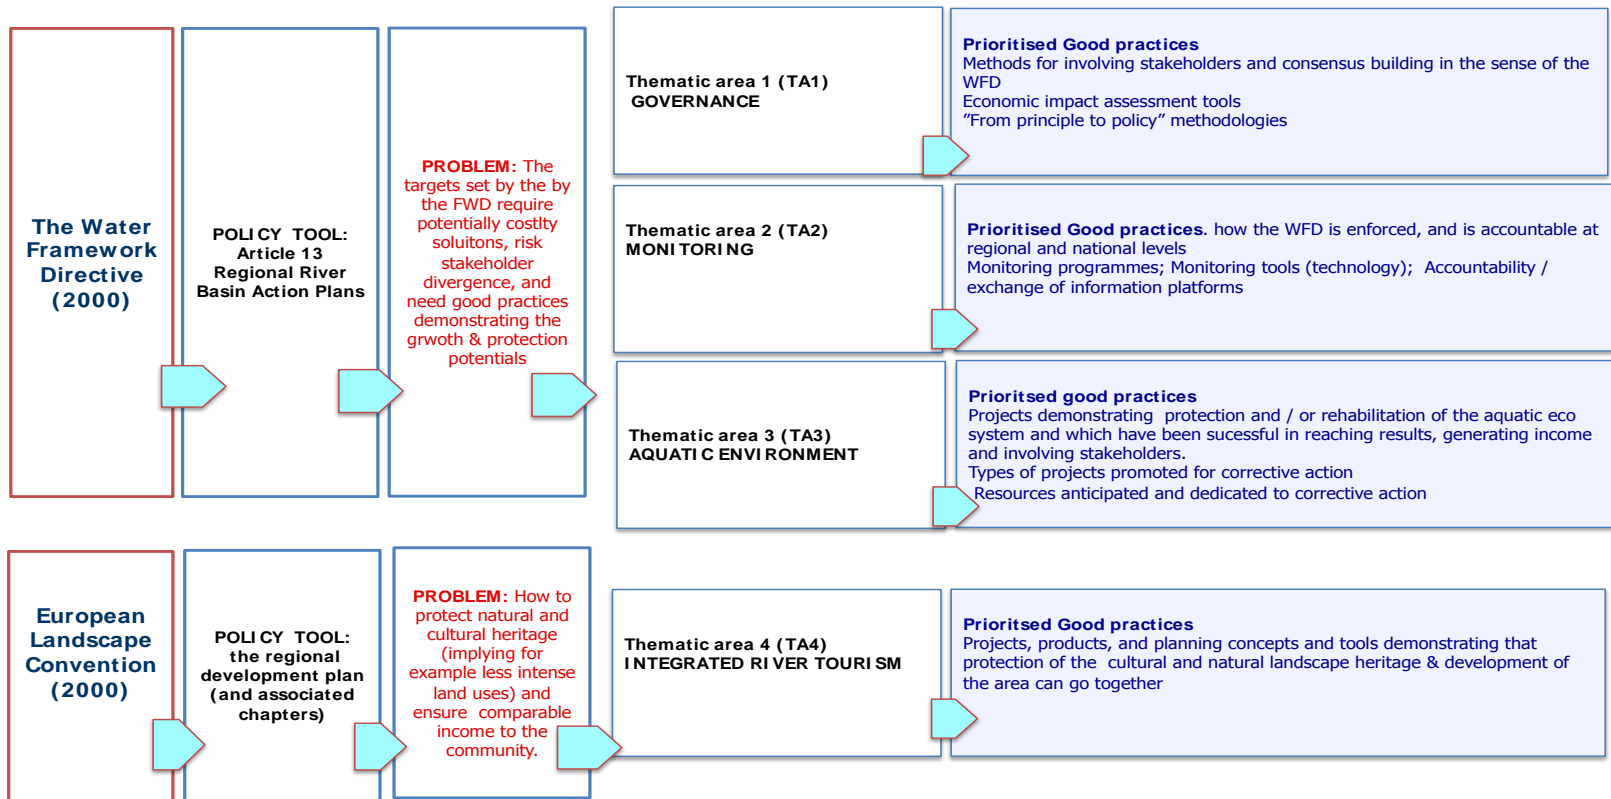 The Water
Framework
Directive
(2000)
POLICY TOOL:
Article 13
Regional River
Basin Action Plans
PROBLEM: The
targets set by the by
the FWD require
potentially costlty
soluitons, risk
stakeholder
divergence, and
need good practices
demonstrating the
grwoth & protection
potentials
Thematic area 1 (TA1)
GOVERNANCE
Prioritised Good practices
Methods for involving stakeholders and consensus building in the sense of the
WFD
Economic impact assessment tools
”From principle to policy” methodologies
Thematic area 2 (TA2)
MONITORING
Prioritised Good practices. how the WFD is enforced, and is accountable at
regional and national levels
Monitoring programmes; Monitoring tools (technology); Accountability /
exchange of information platforms
Thematic area 3 (TA3)
AQUATIC ENVIRONMENT
Prioritsed good practices
Projects demonstrating protection and / or rehabilitation of the aquatic eco
system and which have been sucessful in reaching results, generating income
and involving stakeholders.
Types of projects promoted for corrective action
Resources anticipated and dedicated to corrective action
European
Landscape
Convention
(2000)
POLICY TOOL:
the regional
development plan
(and associated
chapters)
PROBLEM: How to
protect natural and
cultural heritage
(implying for
example less intense
land uses) and
ensure comparable
income to the
community.
Thematic area 4 (TA4)
INTEGRATED RIVER TOURISM
Prioritised Good practices
Projects, products, and planning concepts and tools demonstrating that
protection of the cultural and natural landscape heritage & development of
the area can go together